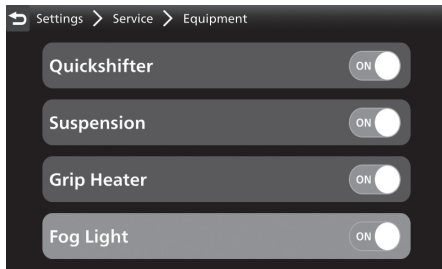 Settings > Service > Equipment
Quickshifter ON
Suspension ON
Grip Heater ON
Fog Light ON